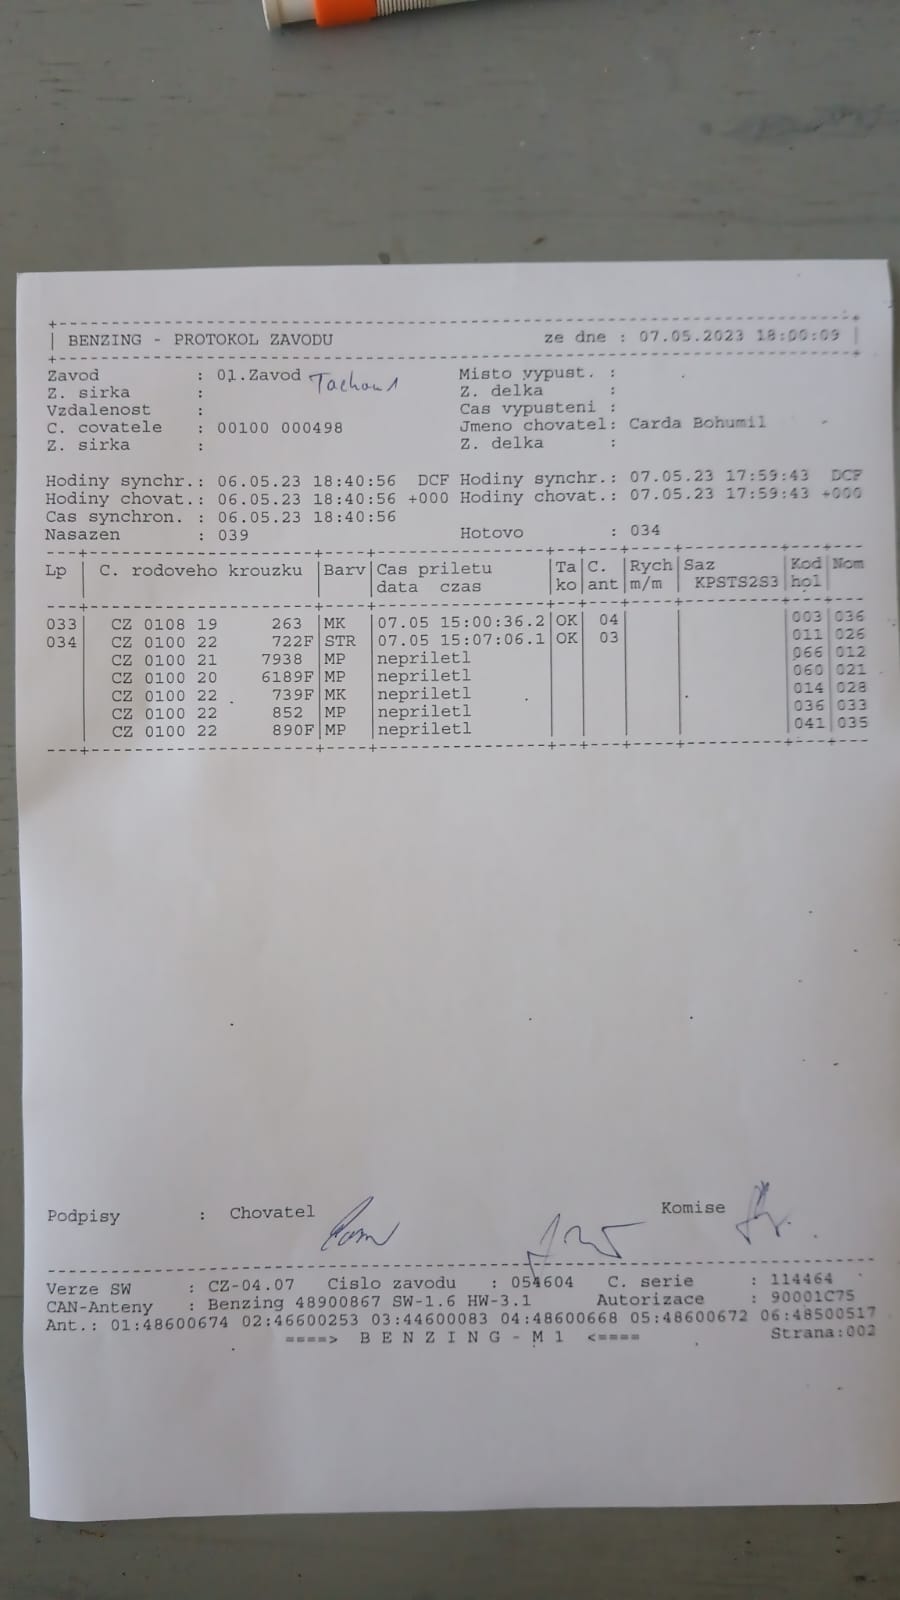 BENZING - PROTOKOL ZAVODU ze dne : 07.05.2023 18:00:09
Zavod : 01.Zavod Tachov 1 Misto vypust. :
Z. sirka : Z. delka :
Vzdalenost : Cas vypusteni :
C. covatele : 00100 000498 Jmeno chovatel: Carda Bohumil
Z. sirka : Z. delka :
Hodiny synchr.: 06.05.23 18:40:56 DCF Hodiny synchr.: 07.05.23 17:59:43 DCF
Hodiny chovat.: 06.05.23 18:40:56 +000 Hodiny chovat.: 07.05.23 17:59:43 +000
Cas synchron. : 06.05.23 18:40:56
Nasazen : 039 Hotovo : 034
Lp | C. rodoveho krouzku |Barv|Cas priletu |Ta|C. |Rych|Saz |Kod|Nom
data czas |ko|ant|m/m | KPSTS2S3|hol|
033| CZ 0108 19 263 |MK |07.05 15:00:36.2|OK| 04 | | |003|036
034| CZ 0100 22 722F|STR |07.05 15:07:06.1|OK| 03 | | |011|026
CZ 0100 21 7938 |MP |nepriletl | | | | |066|012
CZ 0100 20 6189F|MP |nepriletl | | | | |060|021
CZ 0100 22 739F|MK |nepriletl | | | | |014|028
CZ 0100 22 852 |MP |nepriletl | | | | |036|033
CZ 0100 22 890F|MP |nepriletl | | | | |041|035
Podpisy : Chovatel Komise
Verze SW : CZ-04.07 Cislo zavodu : 054604 C. serie : 114464
CAN-Anteny : Benzing 48900867 SW-1.6 HW-3.1 Autorizace : 90001C75
Ant.: 01:48600674 02:46600253 03:44600083 04:48600668 05:48600672 06:48500517
====> B E N Z I N G - M 1 <==== Strana:002